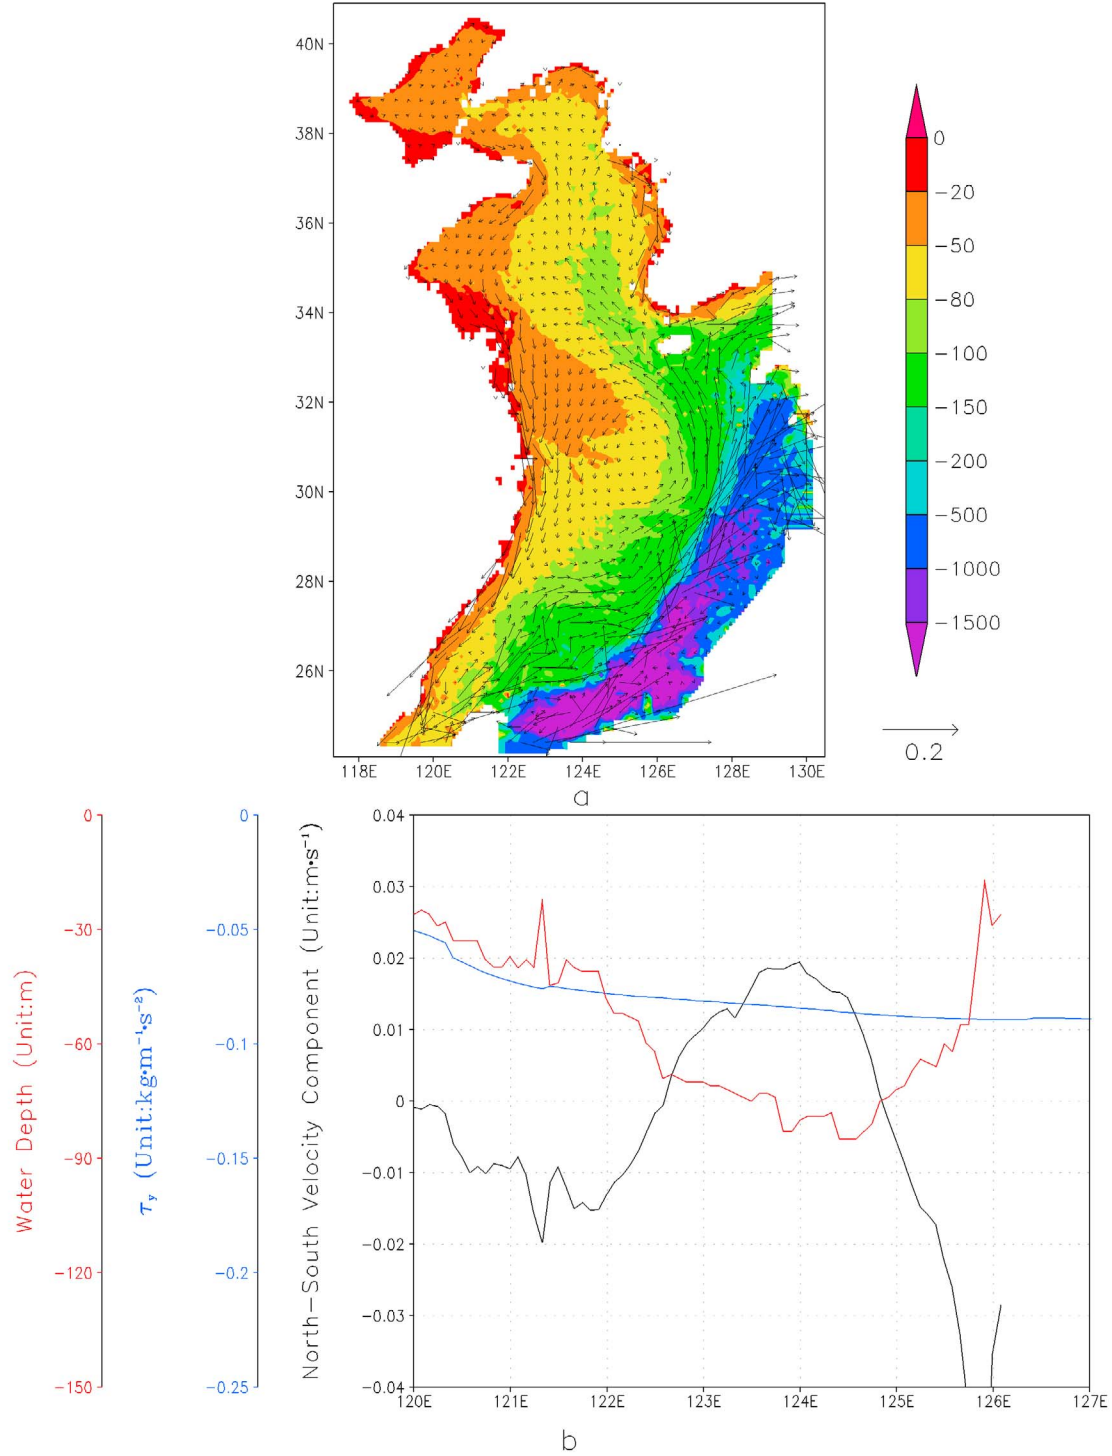 40N
38N
36N
34N
32N
30N
28N
26N
118E 120E 122E 124E 126E 128E 130E
a
0
−20
−50
−80
−100
−150
−200
−500
−1000
−1500
0.2
Water Depth (Unit:m)
0
−30
−60
−90
−120
−150
τy (Unit:kg•m⁻¹•s⁻²)
0
−0.05
−0.1
−0.15
−0.2
−0.25
North−South Velocity Component (Unit:m•s⁻¹)
0.04
0.03
0.02
0.01
0
−0.01
−0.02
−0.03
−0.04
120E 121E 122E 123E 124E 125E 126E 127E
b